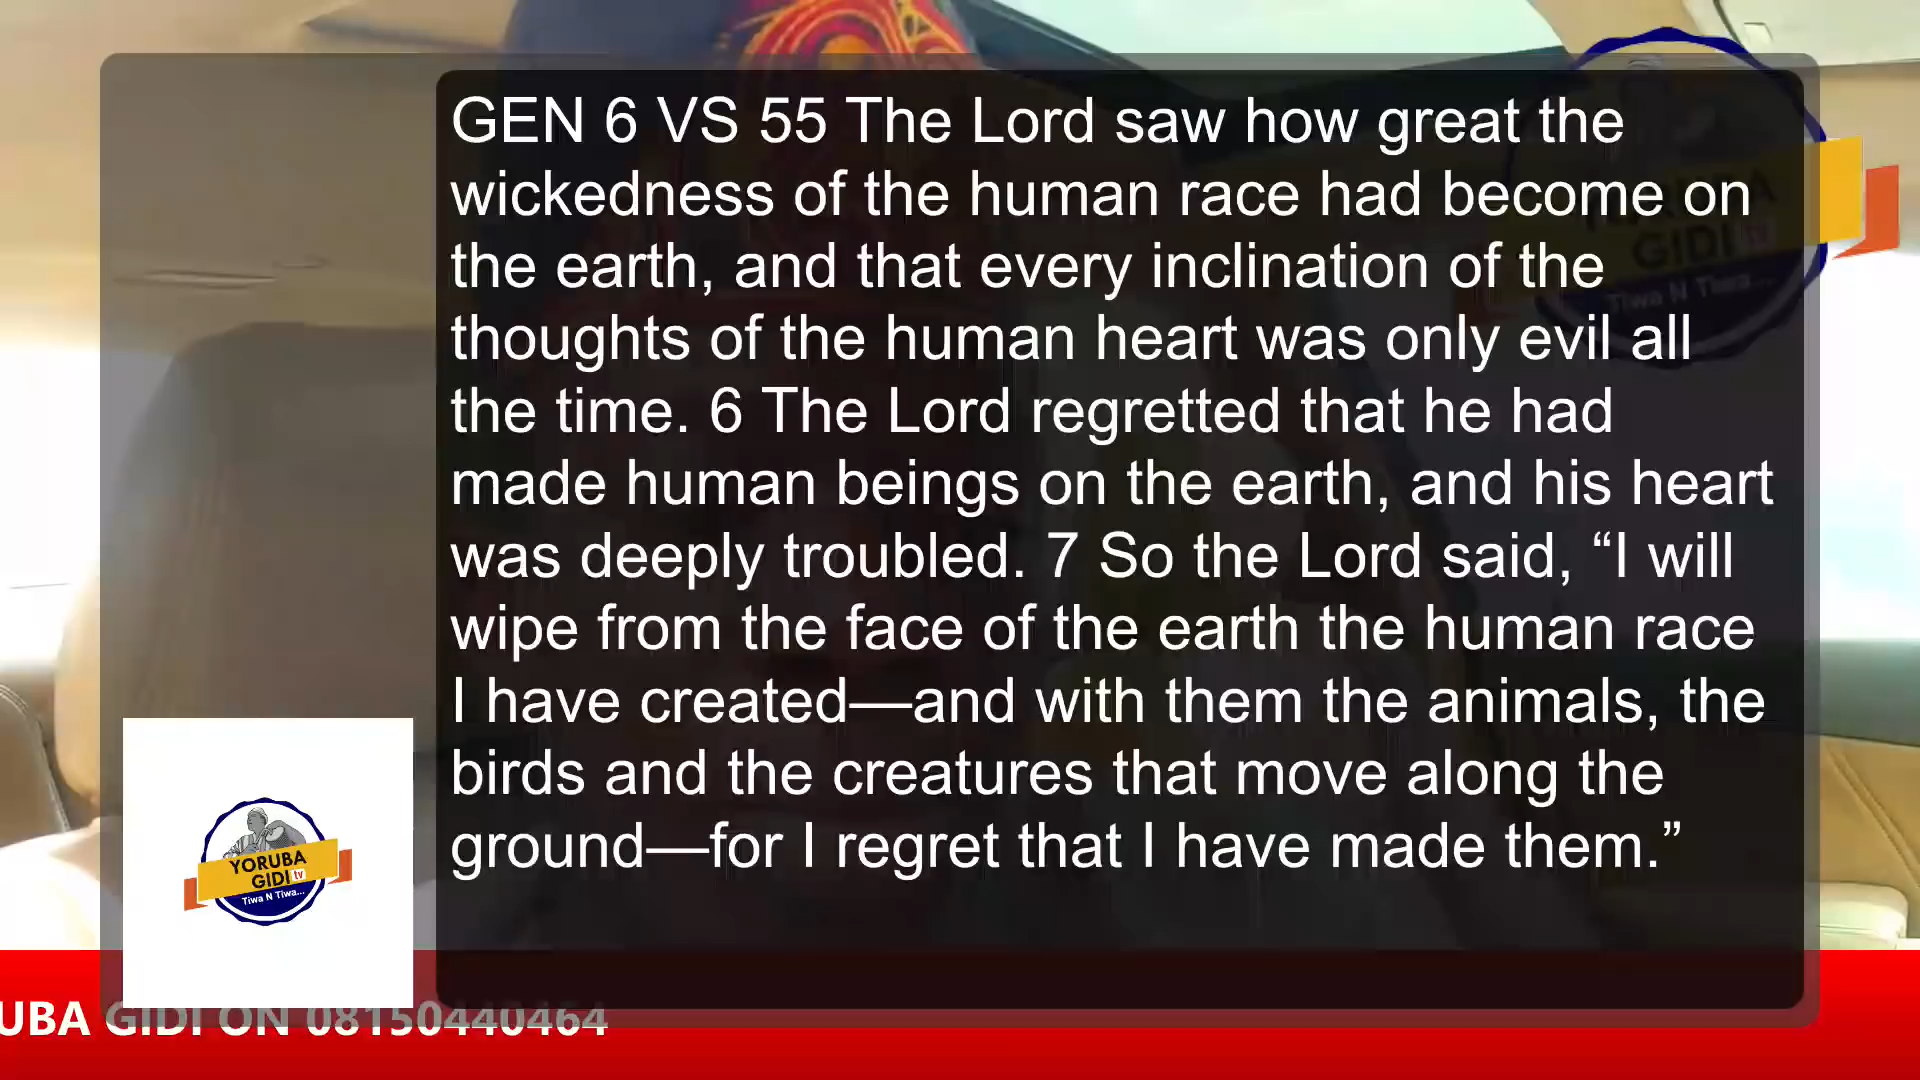 GEN 6 VS 55 The Lord saw how great the
wickedness of the human race had become on
the earth, and that every inclination of the
thoughts of the human heart was only evil all
the time. 6 The Lord regretted that he had
made human beings on the earth, and his heart
was deeply troubled. 7 So the Lord said, “I will
wipe from the face of the earth the human race
I have created—and with them the animals, the
birds and the creatures that move along the
ground—for I regret that I have made them.”
YORUBA
GIDI tv
Tiwa N Tiwa...
YORUBA
GIDI tv
Tiwa N Tiwa...
UBA GIDI ON 08150440464